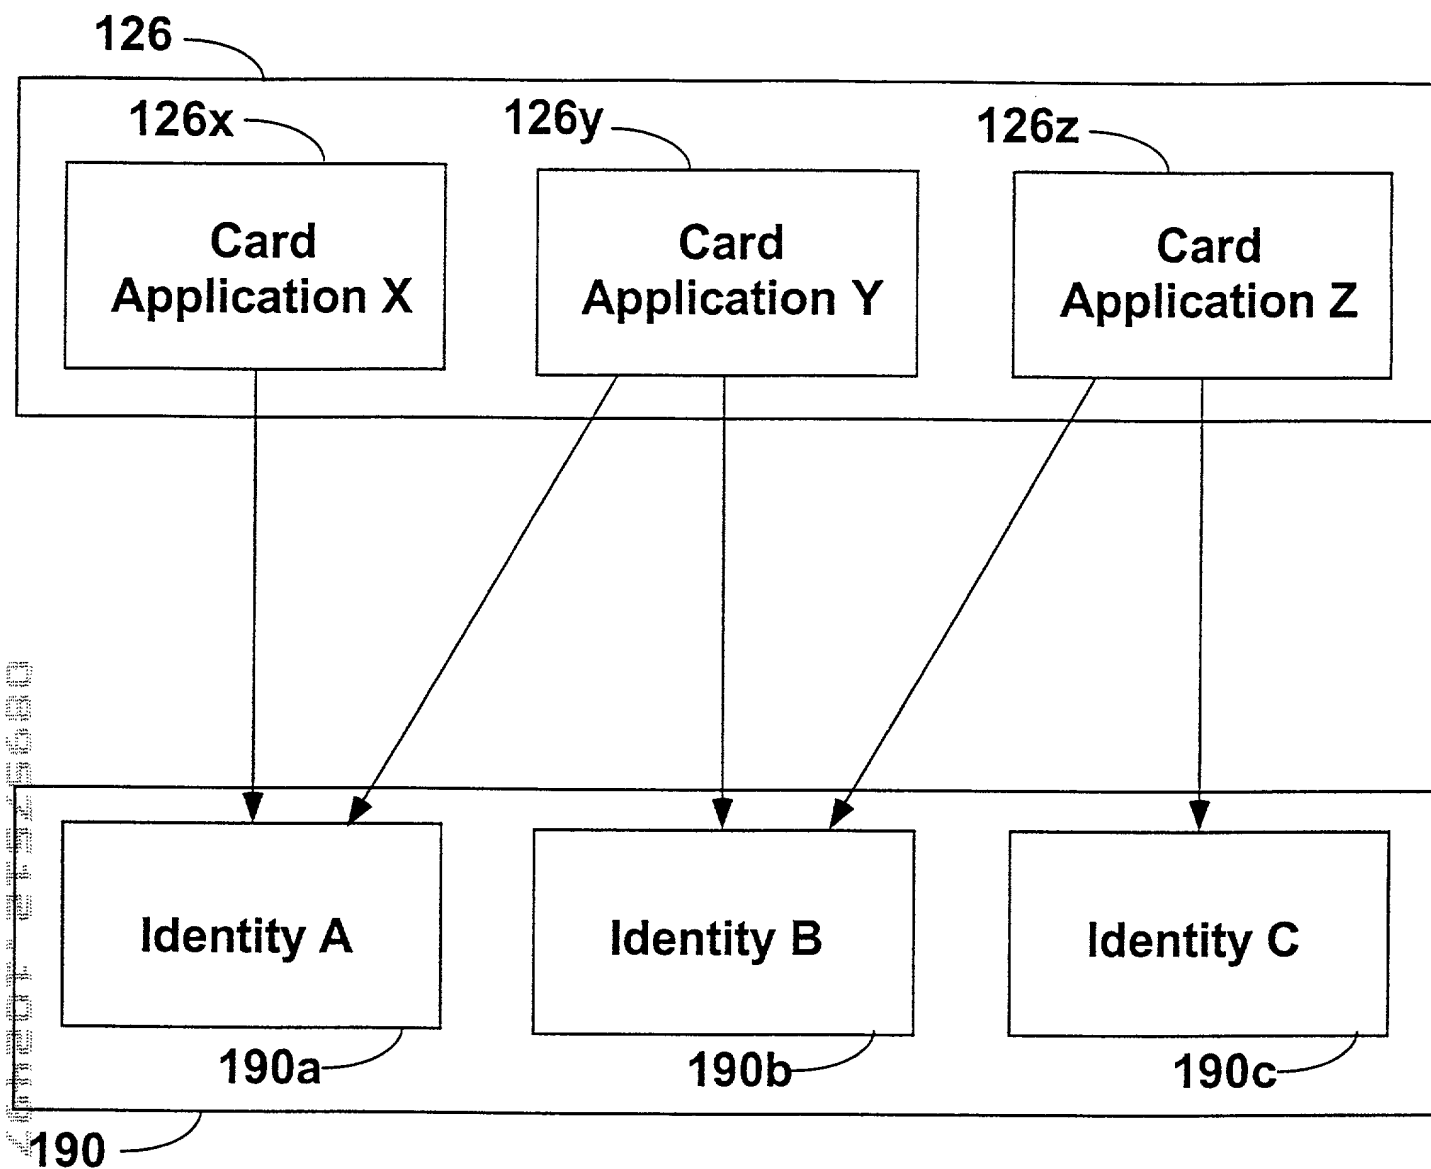 126
126x
126y
126z
Card
Application X
Card
Application Y
Card
Application Z
Identity A
Identity B
Identity C
190a
190b
190c
190